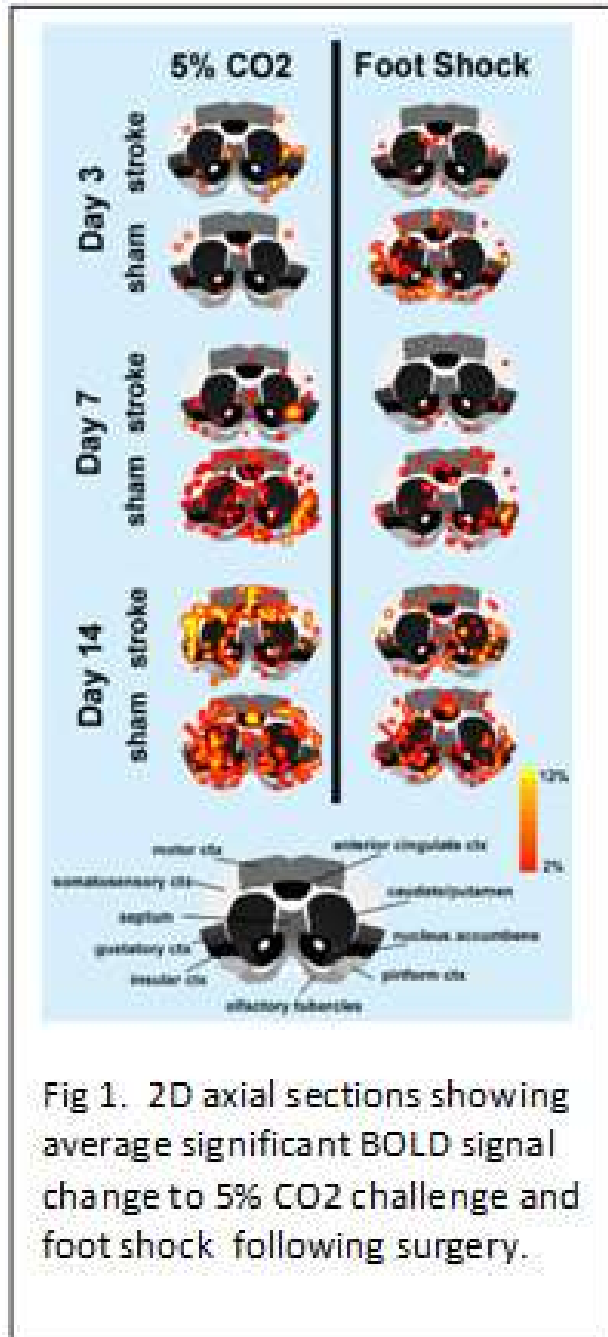 5% CO2
Foot Shock
Day 3
stroke
sham
Day 7
stroke
sham
Day 14
stroke
sham
12%
2%
motor ctx
anterior cingulate ctx
somatosensory ctx
caudate/putamen
septum
nucleus accumbens
gustatory ctx
insular ctx
piriform ctx
olfactory tubercles
Fig 1. 2D axial sections showing
average significant BOLD signal
change to 5% CO2 challenge and
foot shock following surgery.